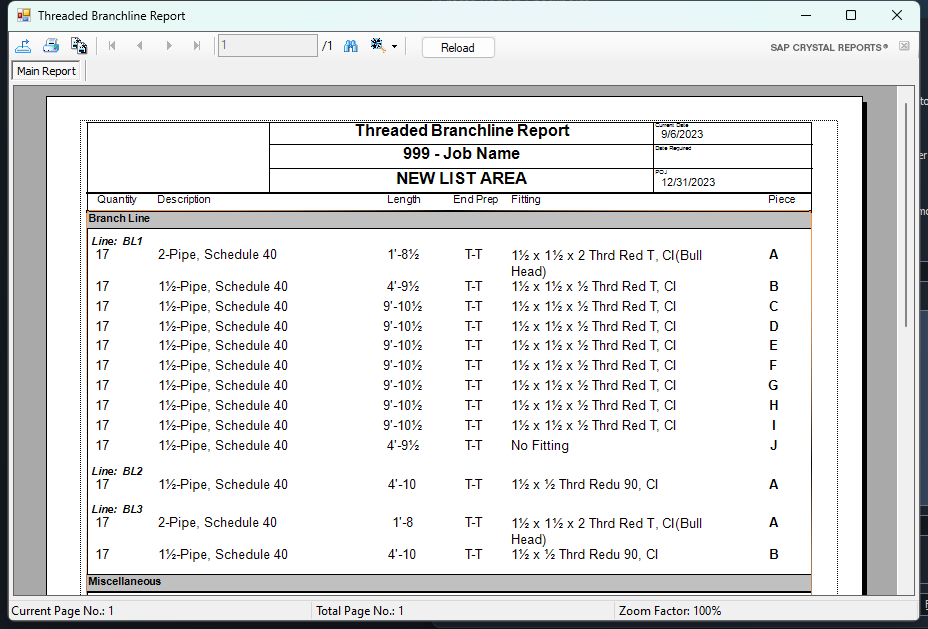 Threaded Branchline Report
1 /1 Reload SAP CRYSTAL REPORTS®
Main Report
Threaded Branchline Report
Current Date
9/6/2023
999 - Job Name
Date Required
NEW LIST AREA
PO#
12/31/2023
Quantity Description Length End Prep Fitting Piece
Branch Line
Line: BL1
17 2-Pipe, Schedule 40 1'-8½ T-T 1½ x 1½ x 2 Thrd Red T, CI(Bull A
Head)
17 1½-Pipe, Schedule 40 4'-9½ T-T 1½ x 1½ x ½ Thrd Red T, CI B
17 1½-Pipe, Schedule 40 9'-10½ T-T 1½ x 1½ x ½ Thrd Red T, CI C
17 1½-Pipe, Schedule 40 9'-10½ T-T 1½ x 1½ x ½ Thrd Red T, CI D
17 1½-Pipe, Schedule 40 9'-10½ T-T 1½ x 1½ x ½ Thrd Red T, CI E
17 1½-Pipe, Schedule 40 9'-10½ T-T 1½ x 1½ x ½ Thrd Red T, CI F
17 1½-Pipe, Schedule 40 9'-10½ T-T 1½ x 1½ x ½ Thrd Red T, CI G
17 1½-Pipe, Schedule 40 9'-10½ T-T 1½ x 1½ x ½ Thrd Red T, CI H
17 1½-Pipe, Schedule 40 9'-10½ T-T 1½ x 1½ x ½ Thrd Red T, CI I
17 1½-Pipe, Schedule 40 4'-9½ T-T No Fitting J
Line: BL2
17 1½-Pipe, Schedule 40 4'-10 T-T 1½ x ½ Thrd Redu 90, CI A
Line: BL3
17 2-Pipe, Schedule 40 1'-8 T-T 1½ x 1½ x 2 Thrd Red T, CI(Bull A
Head)
17 1½-Pipe, Schedule 40 4'-10 T-T 1½ x ½ Thrd Redu 90, CI B
Miscellaneous
Current Page No.: 1 Total Page No.: 1 Zoom Factor: 100%